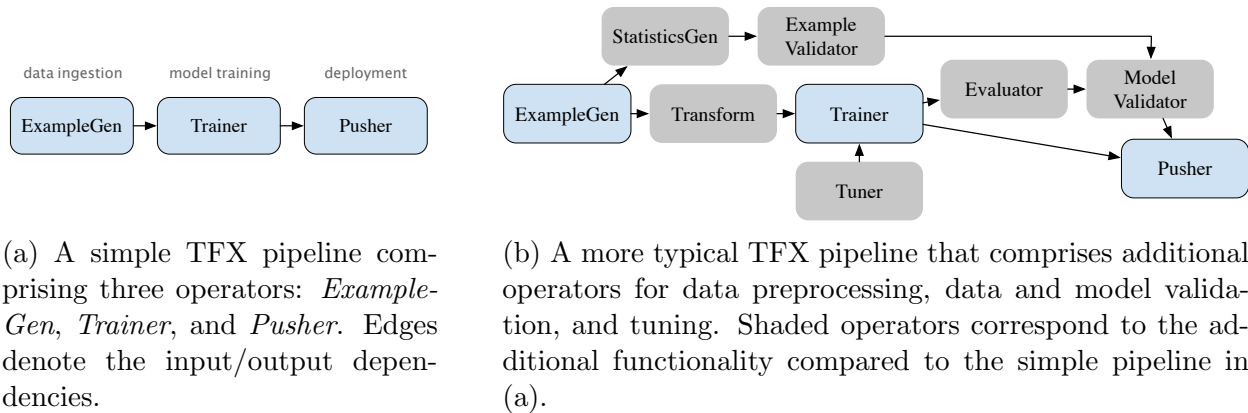 data ingestion
model training
deployment
ExampleGen
Trainer
Pusher
(a) A simple TFX pipeline com-
prising three operators: Example-
Gen, Trainer, and Pusher. Edges
denote the input/output depen-
dencies.
StatisticsGen
Example
Validator
ExampleGen
Transform
Trainer
Evaluator
Model
Validator
Tuner
Pusher
(b) A more typical TFX pipeline that comprises additional
operators for data preprocessing, data and model valida-
tion, and tuning. Shaded operators correspond to the ad-
ditional functionality compared to the simple pipeline in
(a).